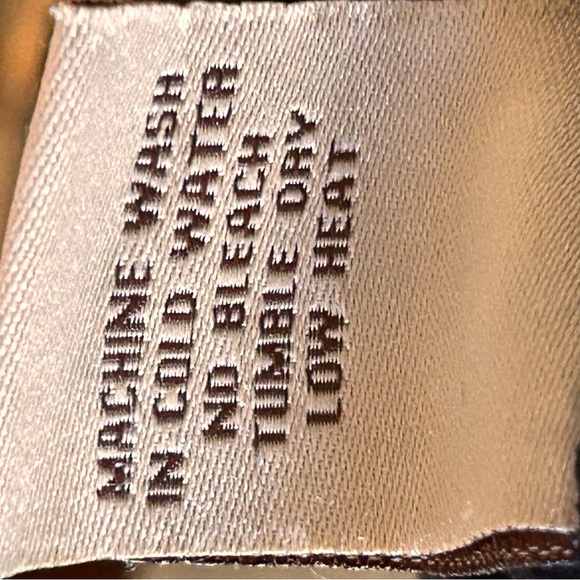 MACHINE WASH
IN COLD WATER
NO BLEACH
TUMBLE DRY
LOW HEAT